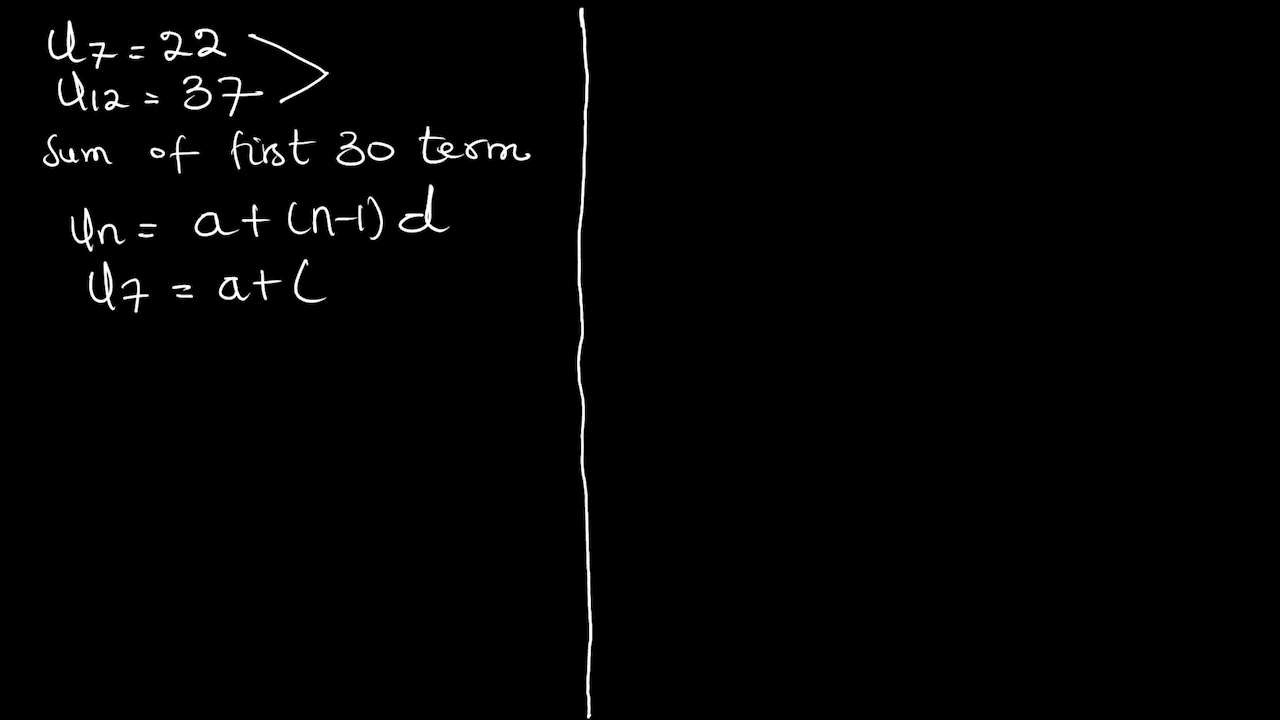 u7 = 22
u12 = 37
Sum of first 30 term
un = a + (n-1) d
u7 = a + (